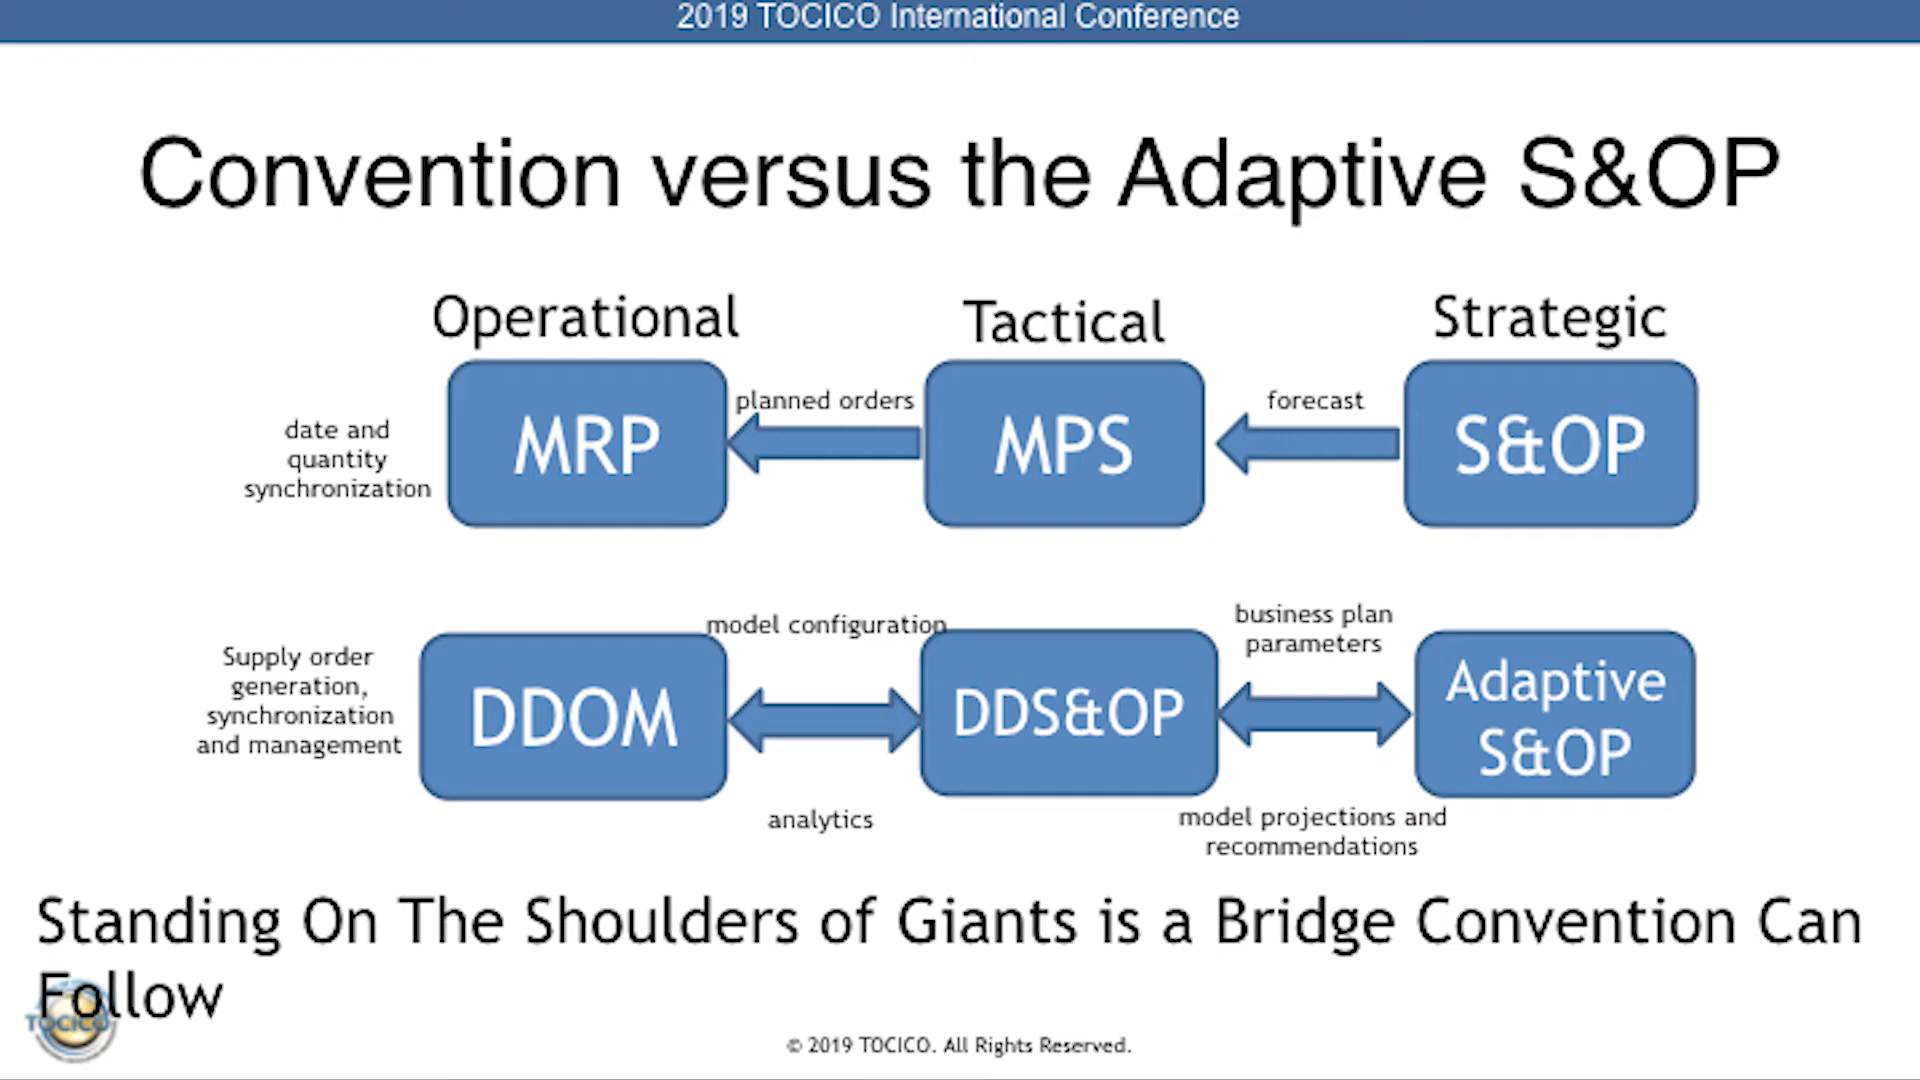 2019 TOCICO International Conference
Convention versus the Adaptive S&OP
Operational
Tactical
Strategic
date and
quantity
synchronization
MRP
planned orders
MPS
forecast
S&OP
Supply order
generation,
synchronization
and management
DDOM
model configuration
analytics
DDS&OP
business plan
parameters
model projections and
recommendations
Adaptive
S&OP
Standing On The Shoulders of Giants is a Bridge Convention Can
Follow
TOCICO
© 2019 TOCICO. All Rights Reserved.